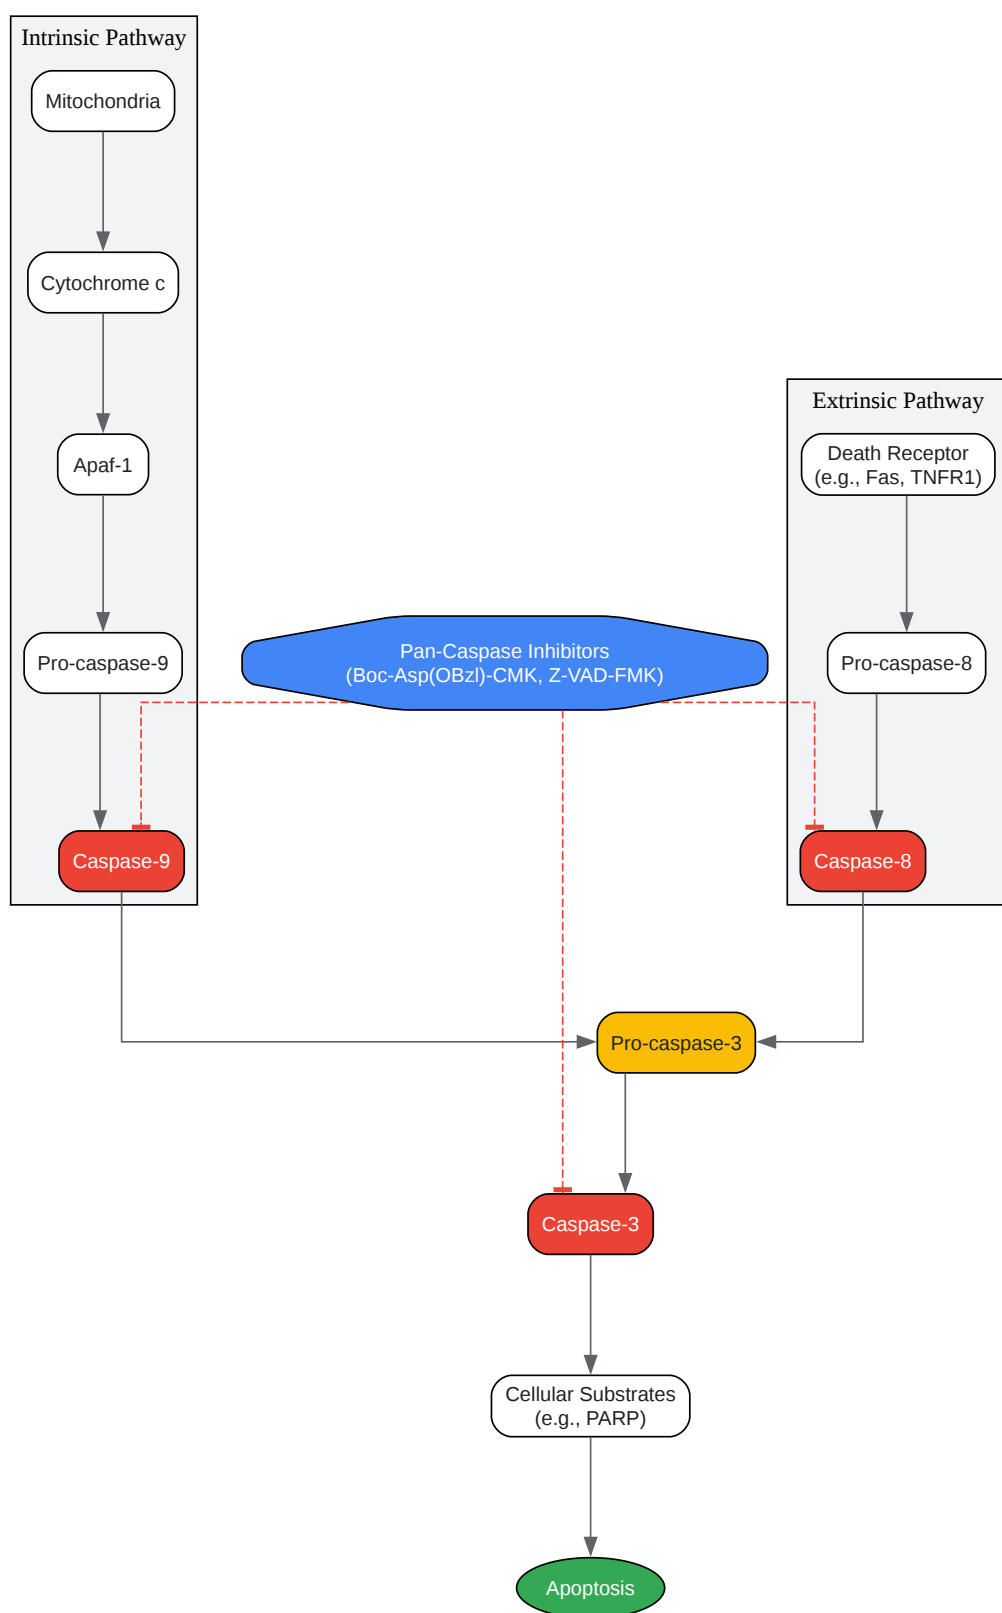 Intrinsic Pathway
Mitochondria
Cytochrome c
Apaf-1
Extrinsic Pathway
Death Receptor
(e.g., Fas, TNFR1)
Pro-caspase-9
Pan-Caspase Inhibitors
(Boc-Asp(OBzl)-CMK, Z-VAD-FMK)
Pro-caspase-8
Caspase-9
Caspase-8
Pro-caspase-3
Caspase-3
Cellular Substrates
(e.g., PARP)
Apoptosis